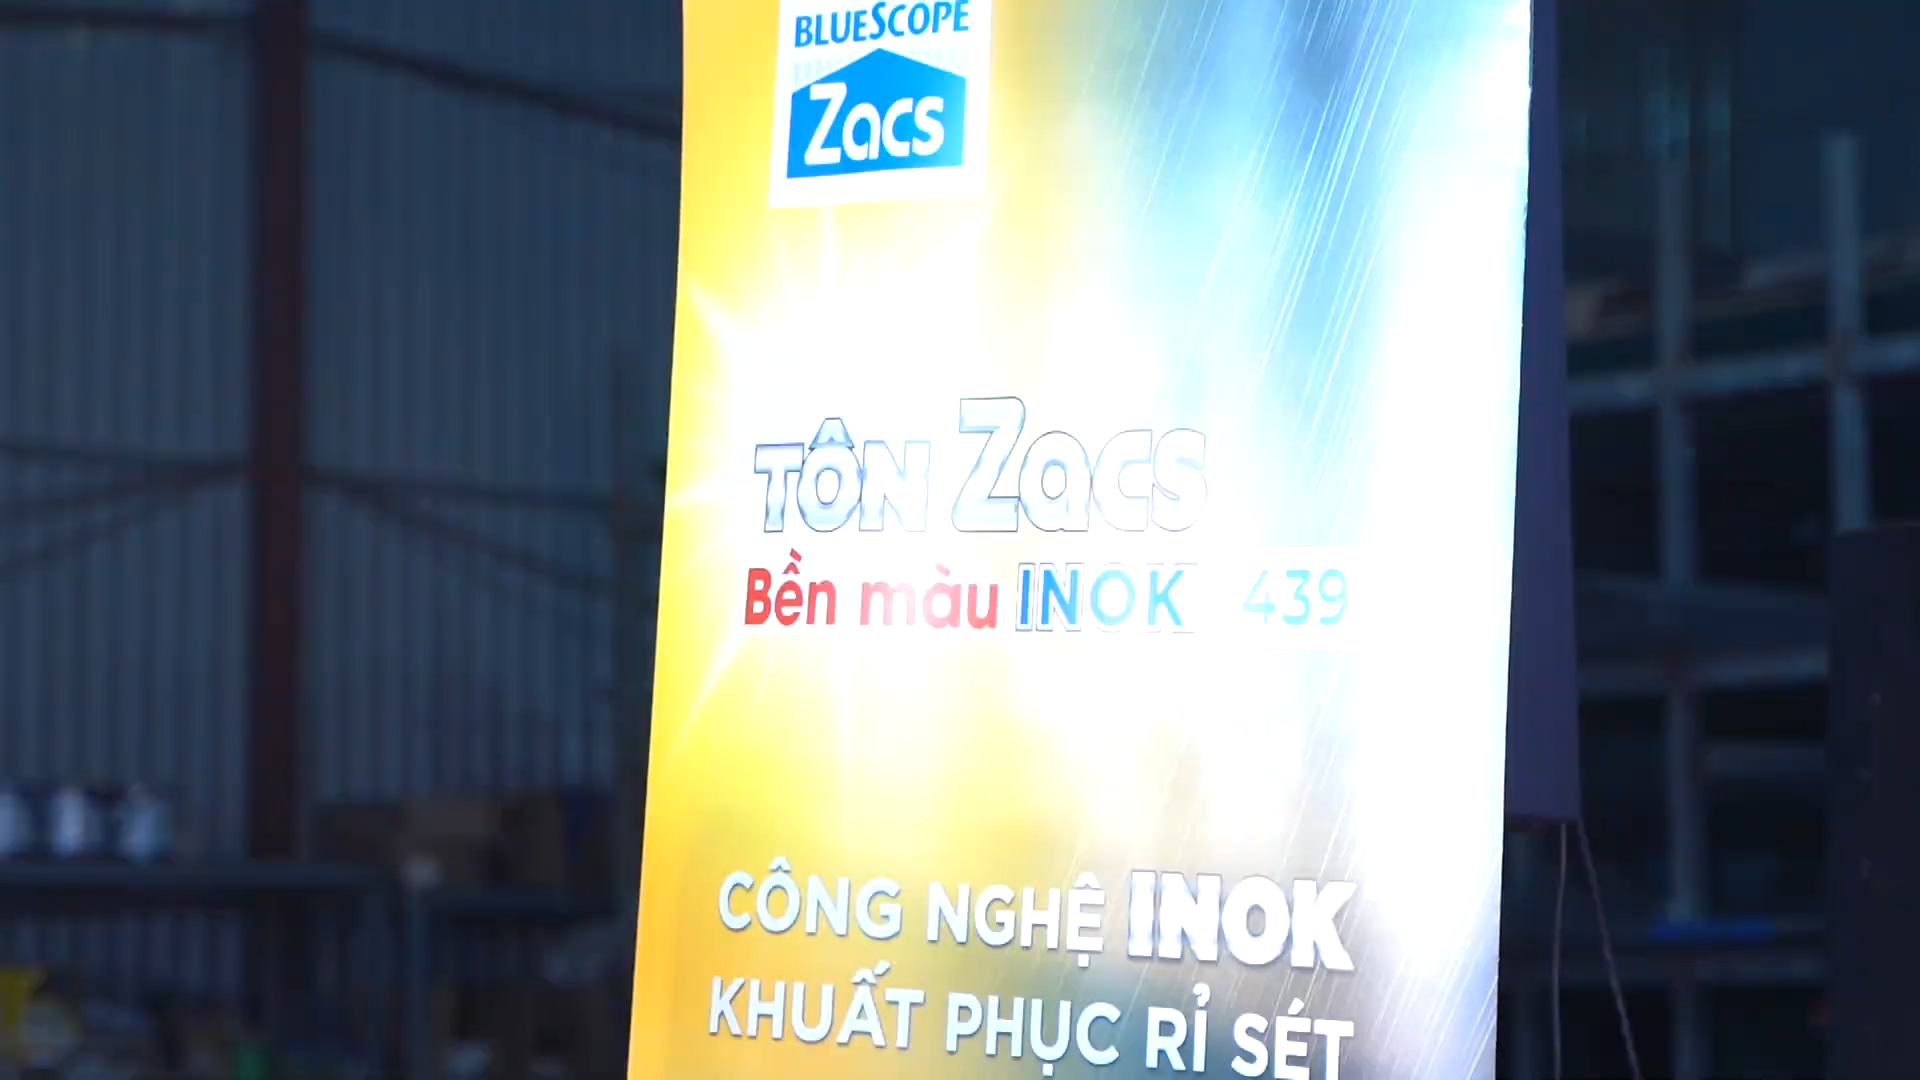 BLUESCOPE
Zacs
TÔN Zacs
Bền màu INOK 439
CÔNG NGHỆ INOK
KHUẤT PHỤC RỈ SÉT